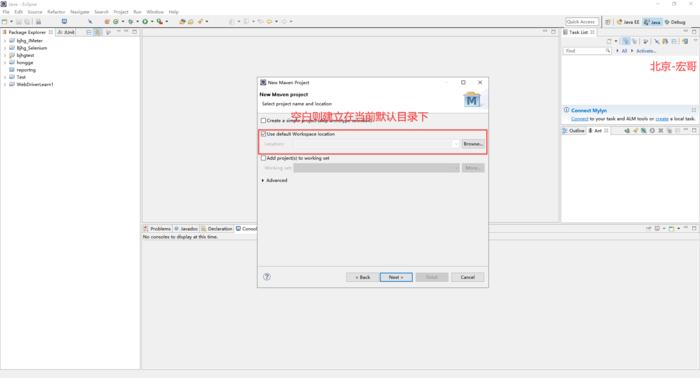 Java - Eclipse
File Edit Source Refactor Navigate Search Project Run Window Help
Quick Access
Java EE
Java
Debug
Package Explorer
JUnit
bjhg_JMeter
bjhg_Selenium
bjhgtest
hongge
reportng
Test
WebDriverLearn1
Task List
Find
All
Activate...
北京-宏哥
Connect Mylyn
Connect to your task and ALM tools or create a local task.
Outline
Ant
New Maven Project
New Maven project
Select project name and location
空白则建立在当前默认目录下
Create a simple project (skip archetype selection)
Use default Workspace location
Location:
Browse...
Add project(s) to working set
Working set:
More...
Advanced
< Back
Next >
Finish
Cancel
Problems
Javadoc
Declaration
Console
No consoles to display at this time.